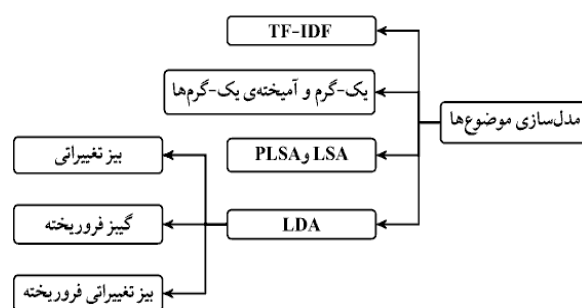 مدل‌سازی موضوع‌ها
TF-IDF
یک-گرم و آمیخته‌ی یک-گرم‌ها
LSA و PLSA
LDA
بیز تغییراتی
گیبز فروریخته
بیز تغییراتی فروریخته